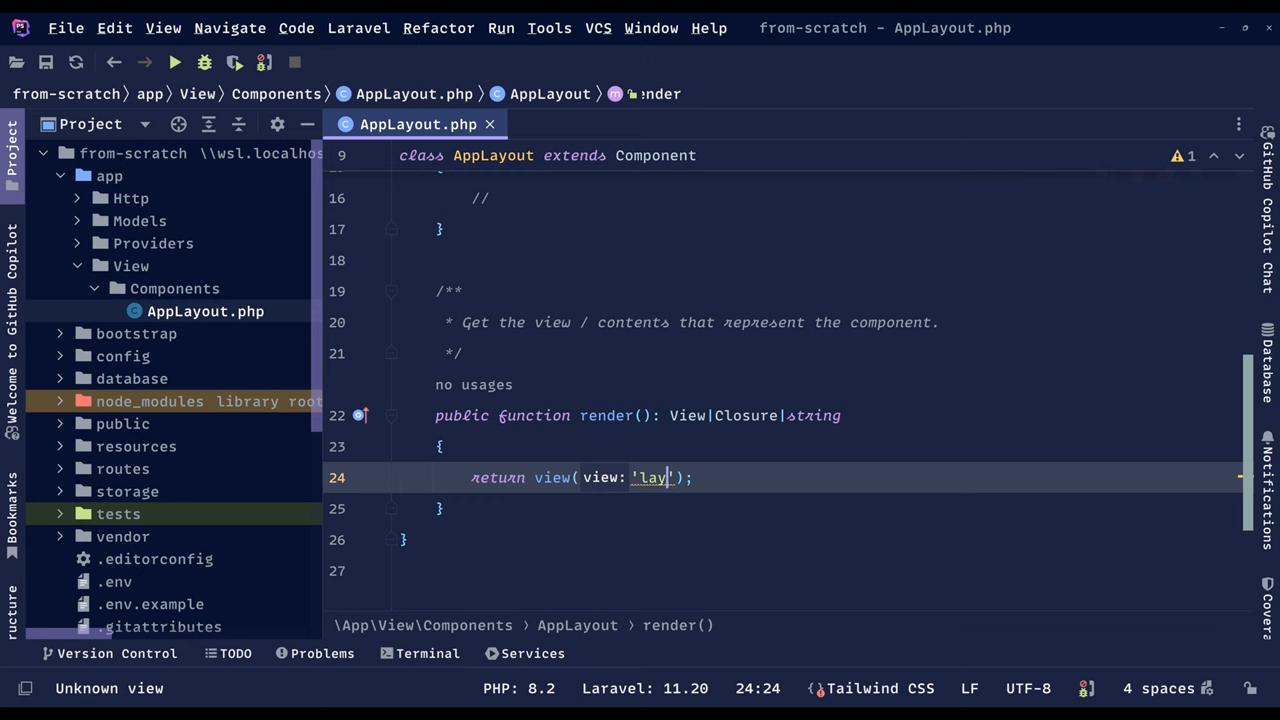 PS File Edit View Navigate Code Laravel Refactor Run Tools VCS Window Help from-scratch - AppLayout.php
from-scratch app View Components AppLayout.php AppLayout ender
Project AppLayout.php
from-scratch \\wsl.localhos
app
Http
Models
Providers
View
Components
AppLayout.php
bootstrap
config
database
node_modules library root
public
resources
routes
storage
tests
vendor
.editorconfig
.env
.env.example
.gitattributes
9 class AppLayout extends Component 1
{
16 //
17 }
18
19 /**
20 * Get the view / contents that represent the component.
21 */
no usages
22 public function render(): View|Closure|string
23 {
24 return view( view: 'lay');
25 }
26 }
27
\App\View\Components AppLayout render()
Project
Welcome to GitHub Copilot
Bookmarks
ructure
GitHub Copilot Chat
Database
Notifications
Covera
Version Control TODO Problems Terminal Services
Unknown view PHP: 8.2 Laravel: 11.20 24:24 Tailwind CSS LF UTF-8 4 spaces